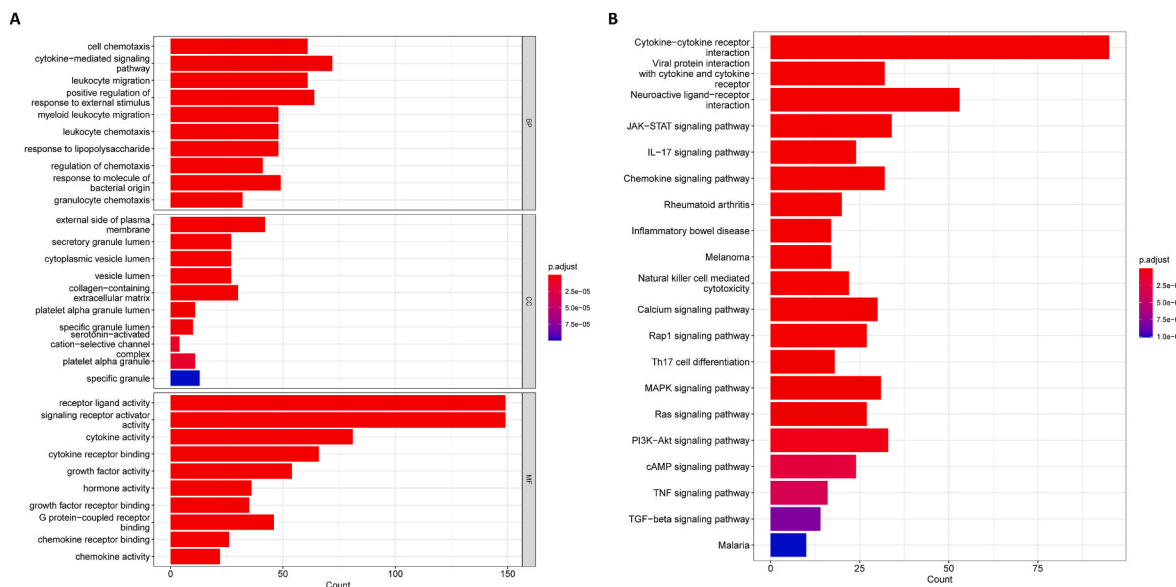 A
cell chemotaxis
cytokine−mediated signaling
pathway
leukocyte migration
positive regulation of
response to external stimulus
myeloid leukocyte migration
leukocyte chemotaxis
response to lipopolysaccharide
regulation of chemotaxis
response to molecule of
bacterial origin
granulocyte chemotaxis
BP
external side of plasma
membrane
secretory granule lumen
cytoplasmic vesicle lumen
vesicle lumen
collagen−containing
extracellular matrix
platelet alpha granule lumen
specific granule lumen
serotonin−activated
cation−selective channel
complex
platelet alpha granule
specific granule
CC
receptor ligand activity
signaling receptor activator
activity
cytokine activity
cytokine receptor binding
growth factor activity
hormone activity
growth factor receptor binding
G protein−coupled receptor
binding
chemokine receptor binding
chemokine activity
MF
0 50 100 150
Count
p.adjust
2.5e−05
5.0e−05
7.5e−05
B
Cytokine−cytokine receptor
interaction
Viral protein interaction
with cytokine and cytokine
receptor
Neuroactive ligand−receptor
interaction
JAK−STAT signaling pathway
IL−17 signaling pathway
Chemokine signaling pathway
Rheumatoid arthritis
Inflammatory bowel disease
Melanoma
Natural killer cell mediated
cytotoxicity
Calcium signaling pathway
Rap1 signaling pathway
Th17 cell differentiation
MAPK signaling pathway
Ras signaling pathway
PI3K−Akt signaling pathway
cAMP signaling pathway
TNF signaling pathway
TGF−beta signaling pathway
Malaria
0 25 50 75
Count
p.adjust